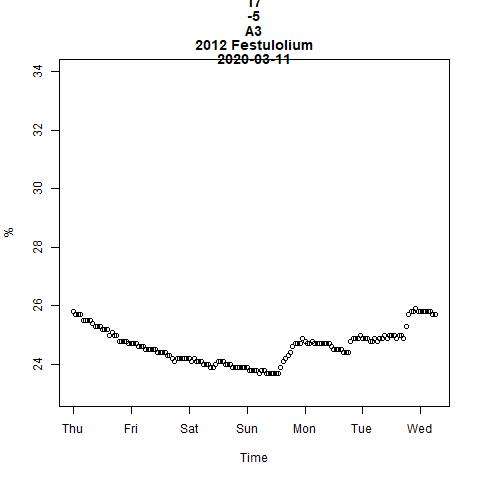 17
-5
A3
2012 Festulolium
2020-03-11
34
32
30
28
26
24
%
Thu Fri Sat Sun Mon Tue Wed
Time